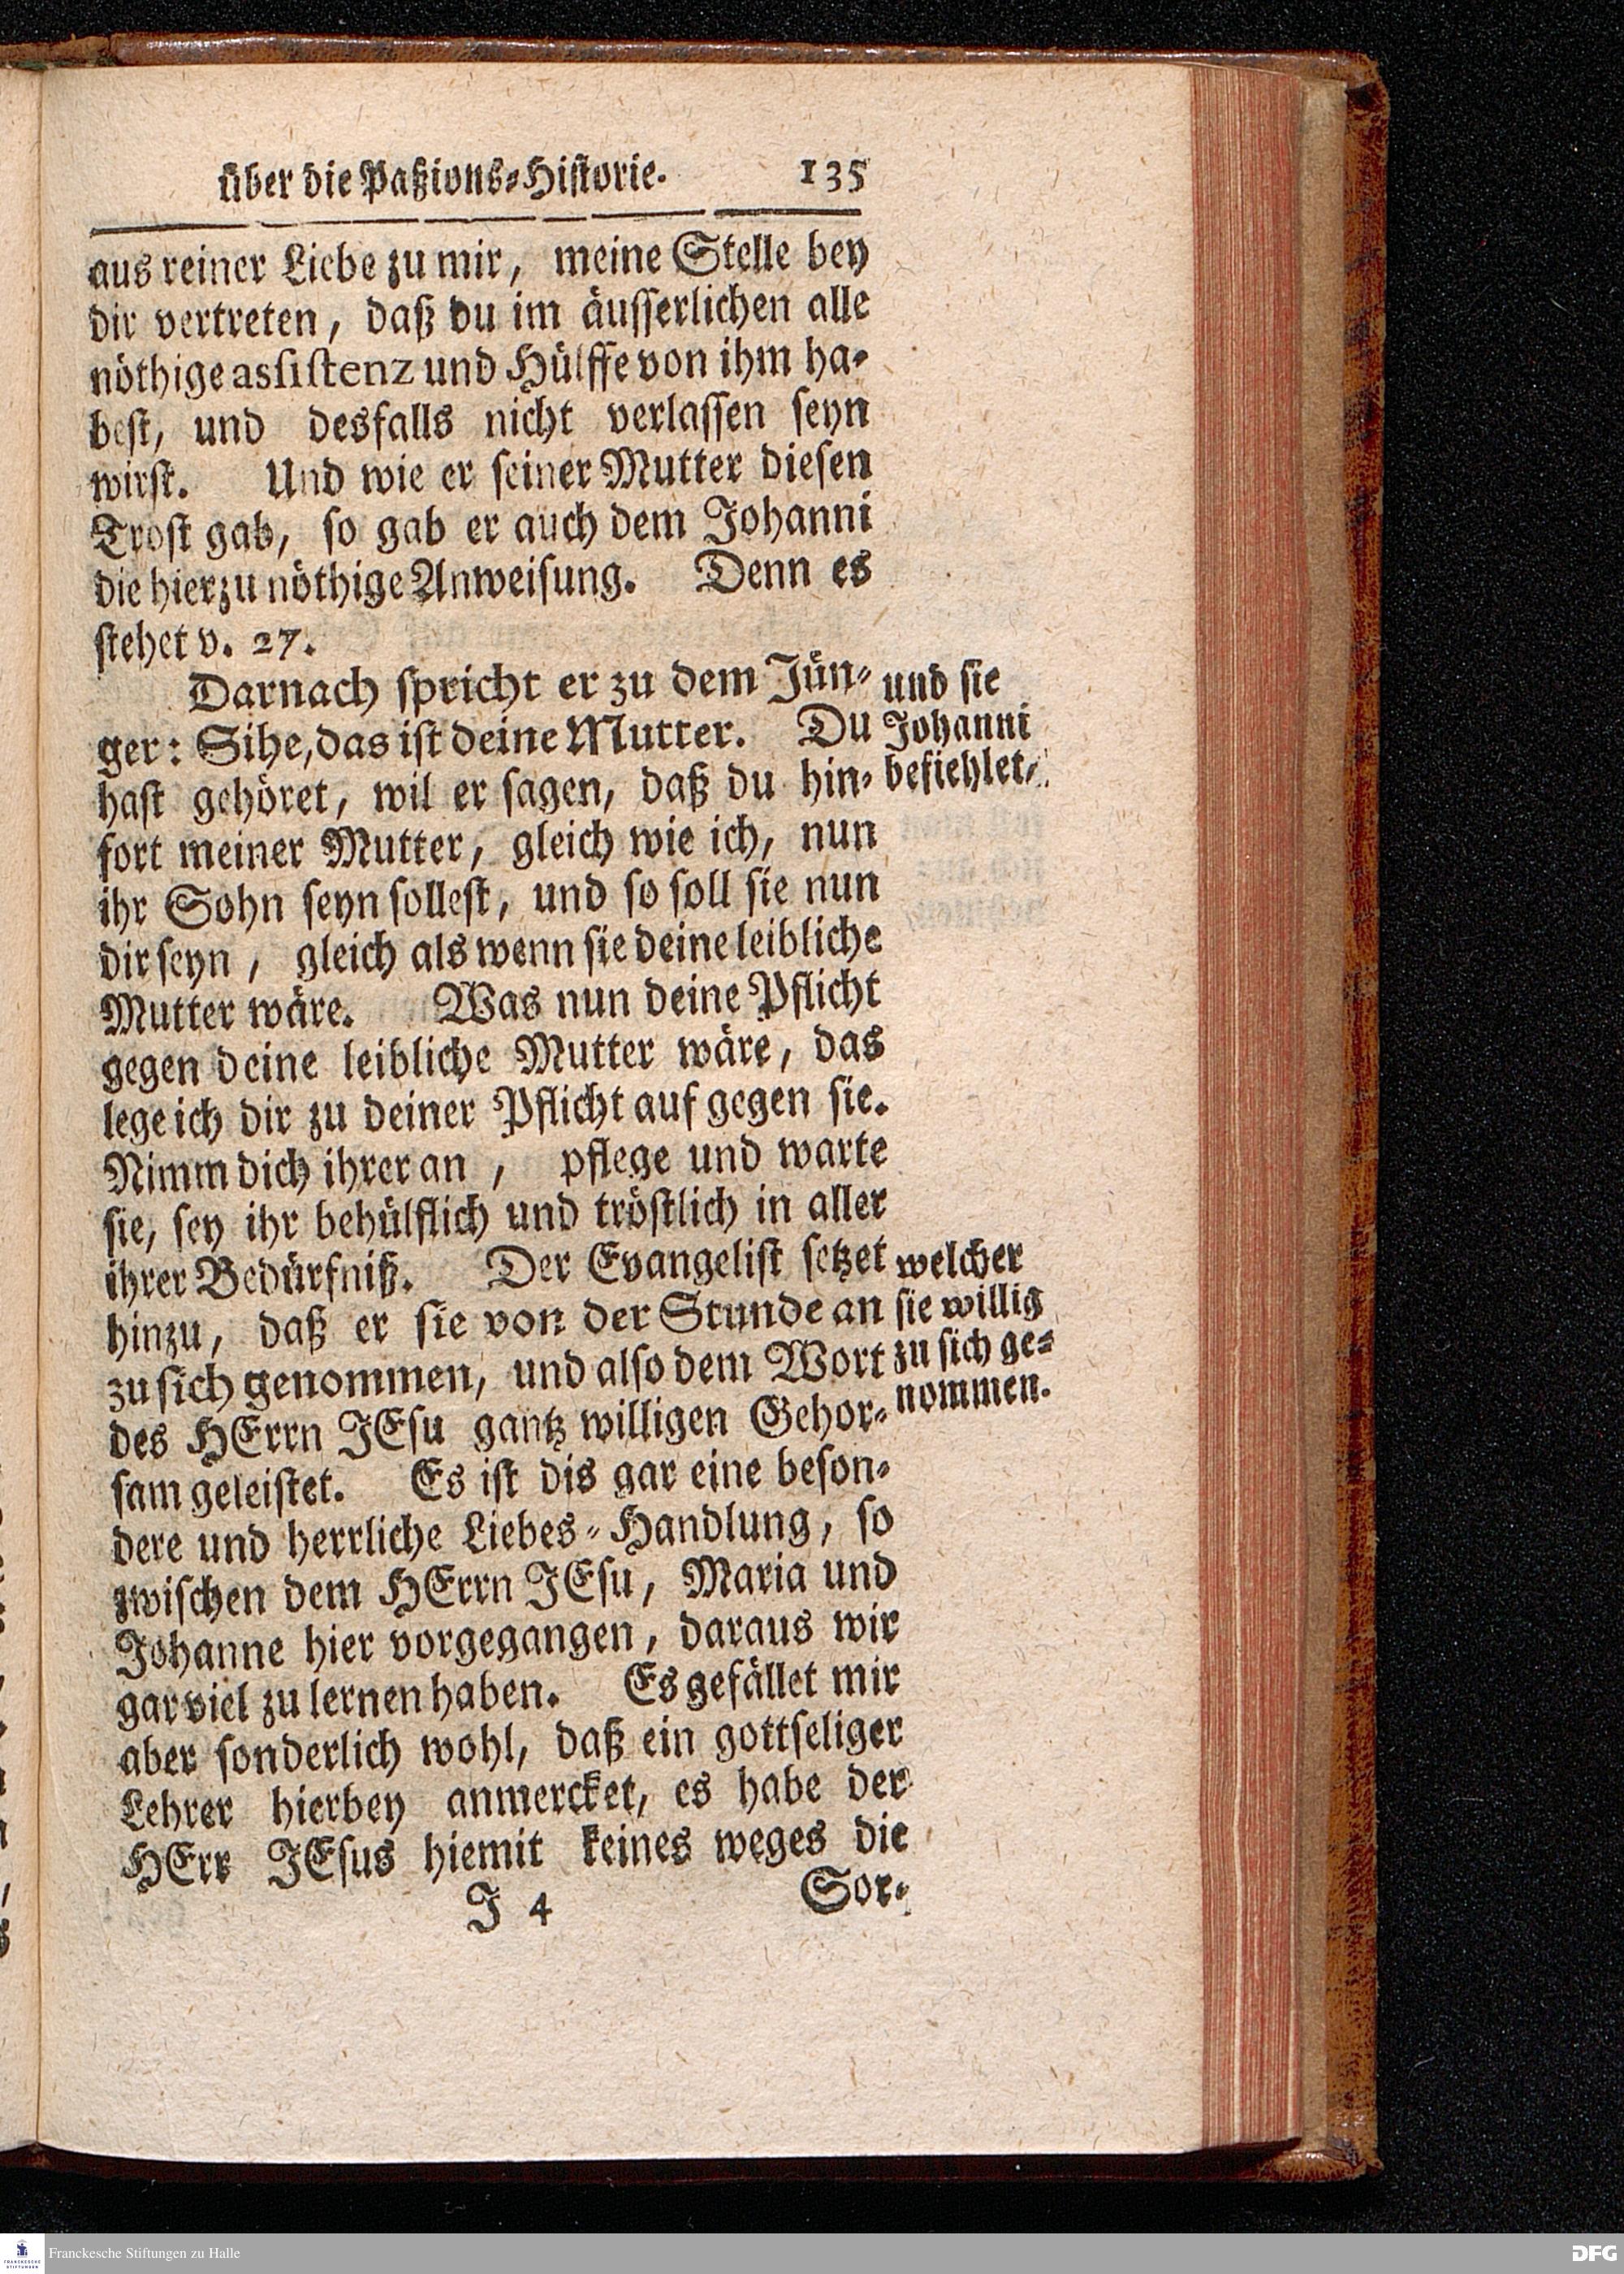 über die Paßions-Historie. 135
aus reiner Liebe zu mir, meine Stelle bey
dir vertreten, daß du im äusserlichen alle
nöthige assistenz und Hülffe von ihm ha-
best, und desfalls nicht verlassen seyn
wirst. Und wie er seiner Mutter diesen
Trost gab, so gab er auch dem Johanni
die hierzu nöthige Anweisung. Denn es
stehet v. 27.
Darnach spricht er zu dem Jün-
ger: Sihe, das ist deine Mutter. Du
hast gehöret, wil er sagen, daß du hin-
fort meiner Mutter, gleich wie ich, nun
ihr Sohn seyn sollest, und so soll sie nun
dir seyn, gleich als wenn sie deine leibliche
Mutter wäre. Was nun deine Pflicht
gegen deine leibliche Mutter wäre, das
lege ich dir zu deiner Pflicht auf gegen sie.
Nimm dich ihrer an, pflege und warte
sie, sey ihr behülflich und tröstlich in aller
ihrer Bedürfniß. Der Evangelist setzet
hinzu, daß er sie von der Stunde an
zu sich genommen, und also dem Wort
des HErrn JEsu gantz willigen Gehor-
sam geleistet. Es ist dis gar eine beson-
dere und herrliche Liebes-Handlung, so
zwischen dem HErrn JEsu, Maria und
Johanne hier vorgegangen, daraus wir
gar viel zu lernen haben. Es gefället mir
aber sonderlich wohl, daß ein gottseliger
Lehrer hierbey anmercket, es habe der
HErr JEsus hiemit keines weges die
J 4 Sor-
und sie
Johanni
befiehlet,
welcher
sie willig
zu sich ge-
nommen.
FRANCKESCHE
STIFTUNGEN
Franckesche Stiftungen zu Halle
DFG